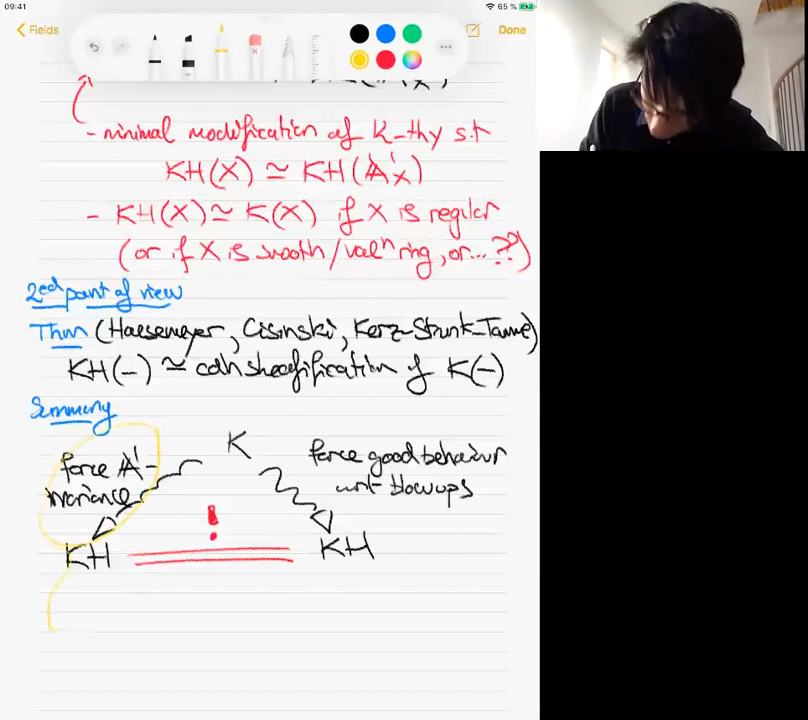 09:41
65 %
Fields
Done
- minimal modification of K-thy s.t
KH(X) ≃ KH(A¹_X)
- KH(X) ≃ K(X) if X is regular
(or if X is smooth/valⁿ ring, or...??)
2ed point of view
Thm (Haesemeyer, Cisinski, Kerz-Strunk-Tamme)
KH(-) ≃ cdh sheafification of K(-)
Summary
K
force A¹-
invariance
force good behaviour
wrt blowups
!
KH
KH